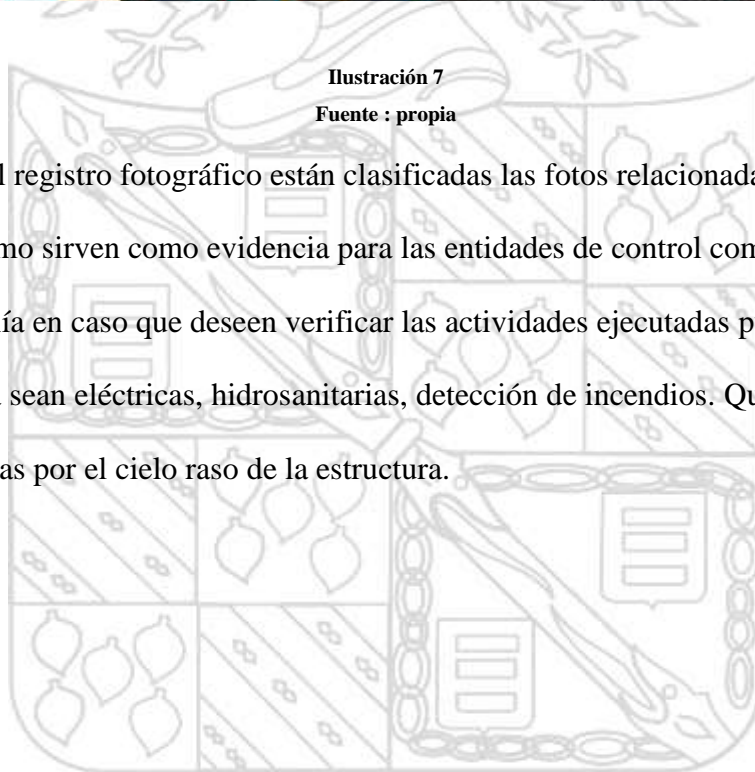 Ilustración 7
Fuente : propia
l registro fotográfico están clasificadas las fotos relacionada
mo sirven como evidencia para las entidades de control com
ía en caso que deseen verificar las actividades ejecutadas p
sean eléctricas, hidrosanitarias, detección de incendios. Qu
as por el cielo raso de la estructura.